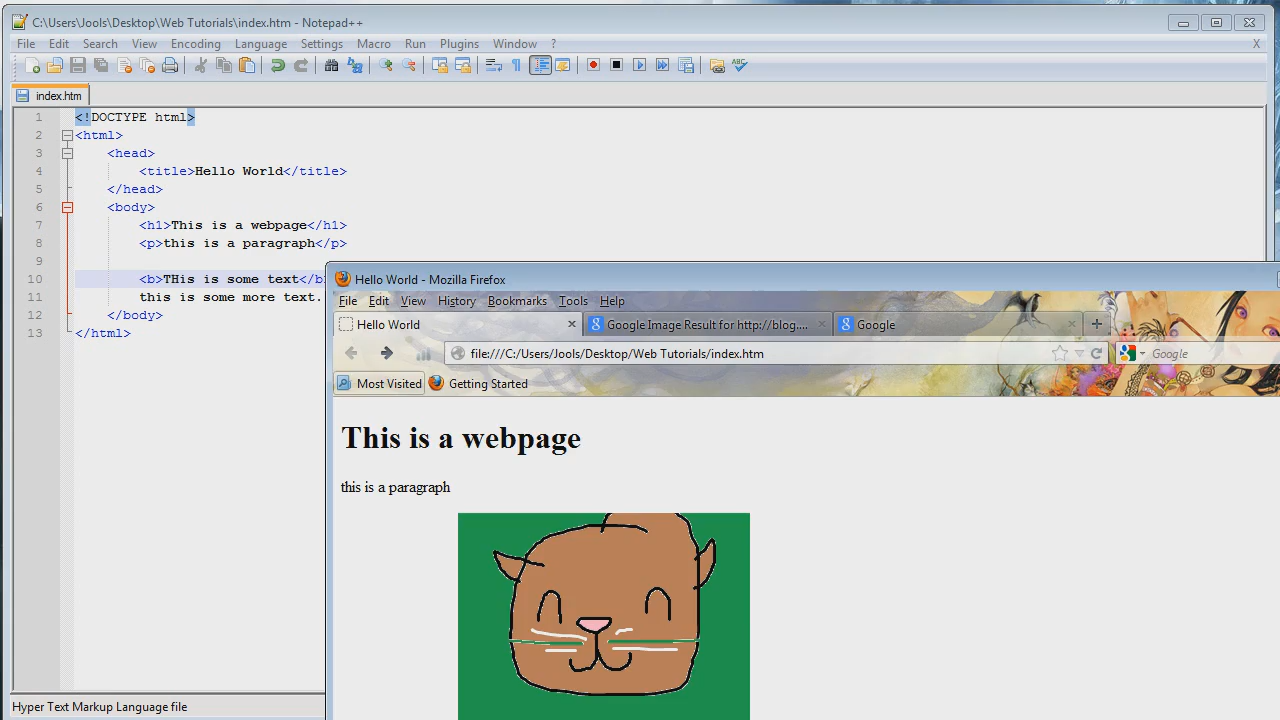 C:\Users\Jools\Desktop\Web Tutorials\index.htm - Notepad++
File Edit Search View Encoding Language Settings Macro Run Plugins Window ? X
ABC
index.htm
1 <!DOCTYPE html>
2 <html>
3 <head>
4 <title>Hello World</title>
5 </head>
6 <body>
7 <h1>This is a webpage</h1>
8 <p>this is a paragraph</p>
9
10 <b>THis is some text</b
11 this is some more text.
12 </body>
13 </html>
Hyper Text Markup Language file
Hello World - Mozilla Firefox
File Edit View History Bookmarks Tools Help
Hello World Google Image Result for http://blog.... Google
file:///C:/Users/Jools/Desktop/Web Tutorials/index.htm Google
Most Visited Getting Started
This is a webpage
this is a paragraph